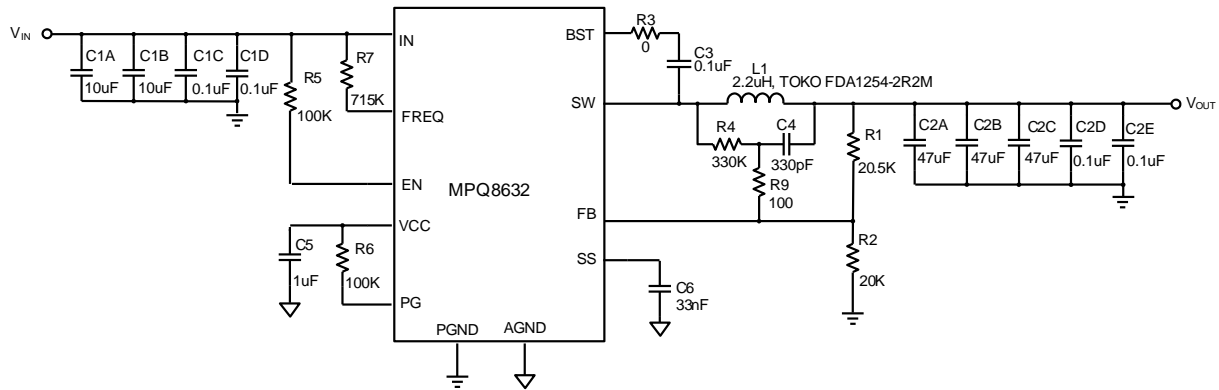 VIN
C1A
10uF
C1B
10uF
C1C
0.1uF
C1D
0.1uF
R5
100K
R7
715K
IN
FREQ
EN
VCC
PG
C5
1uF
R6
100K
MPQ8632
PGND
AGND
BST
SW
FB
SS
R3
0
C3
0.1uF
L1
2.2uH, TOKO FDA1254-2R2M
R4
330K
C4
330pF
R9
100
R1
20.5K
R2
20K
C6
33nF
C2A
47uF
C2B
47uF
C2C
47uF
C2D
0.1uF
C2E
0.1uF
VOUT